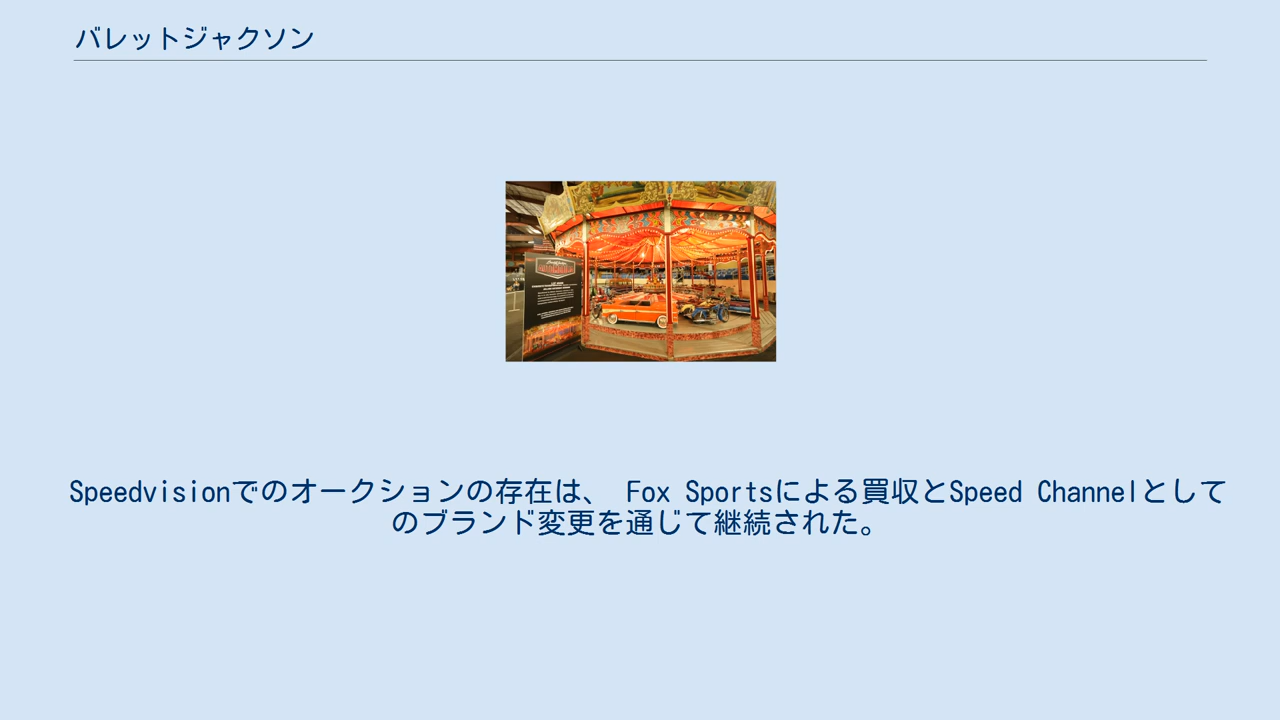 バレットジャクソン
Speedvisionでのオークションの存在は、 Fox Sportsによる買収とSpeed Channelとして
のブランド変更を通じて継続された。